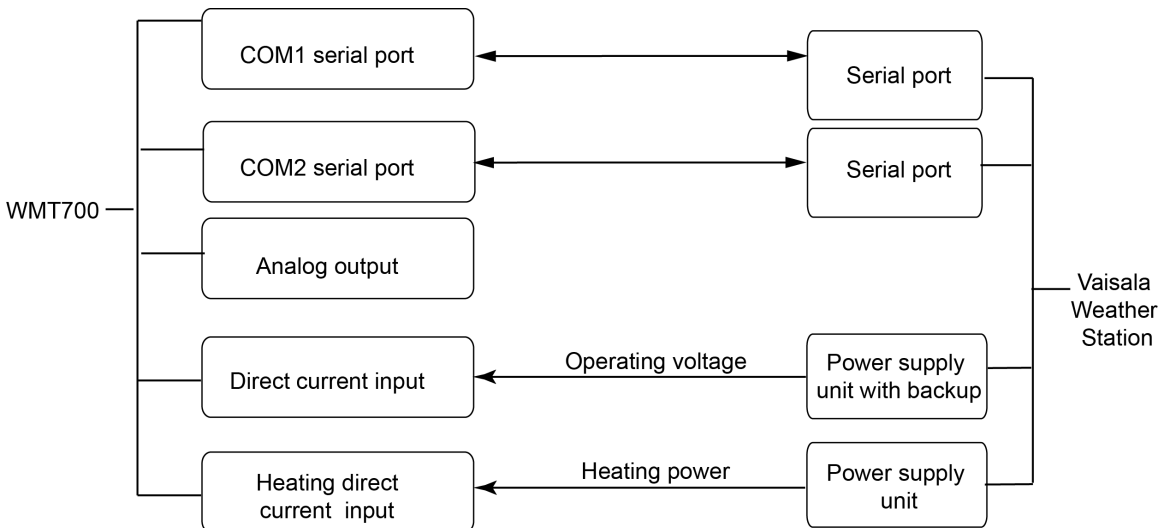 COM1 serial port
Serial port
COM2 serial port
Serial port
WMT700
Analog output
Vaisala
Weather
Station
Operating voltage
Direct current input
Power supply
unit with backup
Heating power
Heating direct
current input
Power supply
unit